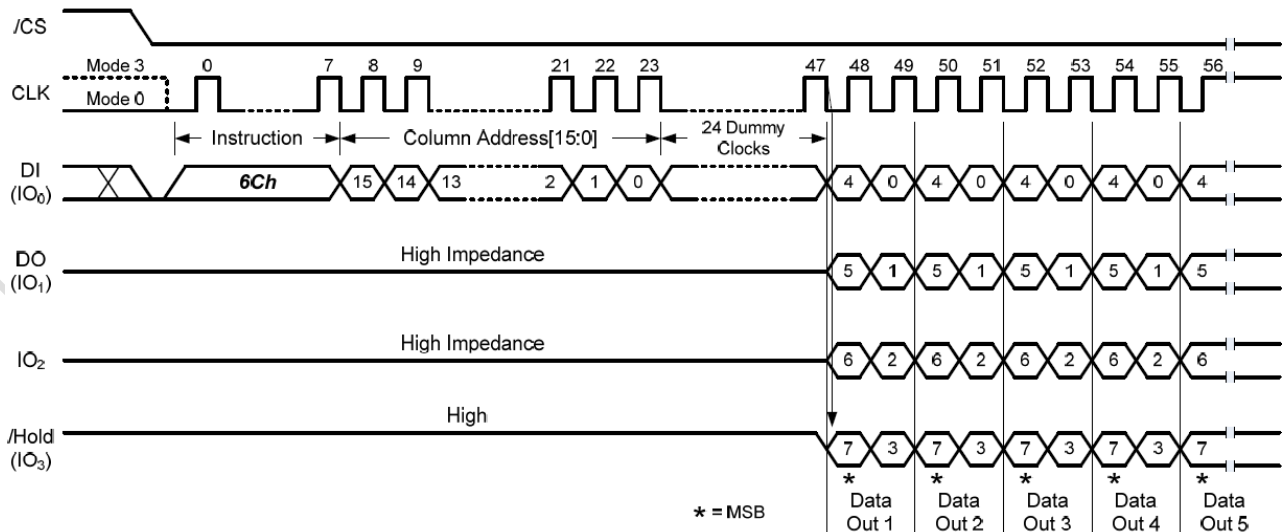 /CS
Mode 3 0 7 8 9 21 22 23 47 48 49 50 51 52 53 54 55 56
CLK
Mode 0
Instruction Column Address[15:0] 24 Dummy
Clocks
DI
(IO0) 6Ch 15 14 13 2 1 0 4 0 4 0 4 0 4 0 4
High Impedance
DO
(IO1) 5 1 5 1 5 1 5 1 5
High Impedance
IO2 6 2 6 2 6 2 6 2 6
High
/Hold
(IO3) 7 3 7 3 7 3 7 3 7
* * * * *
* = MSB
Data Data Data Data Data
Out 1 Out 2 Out 3 Out 4 Out 5